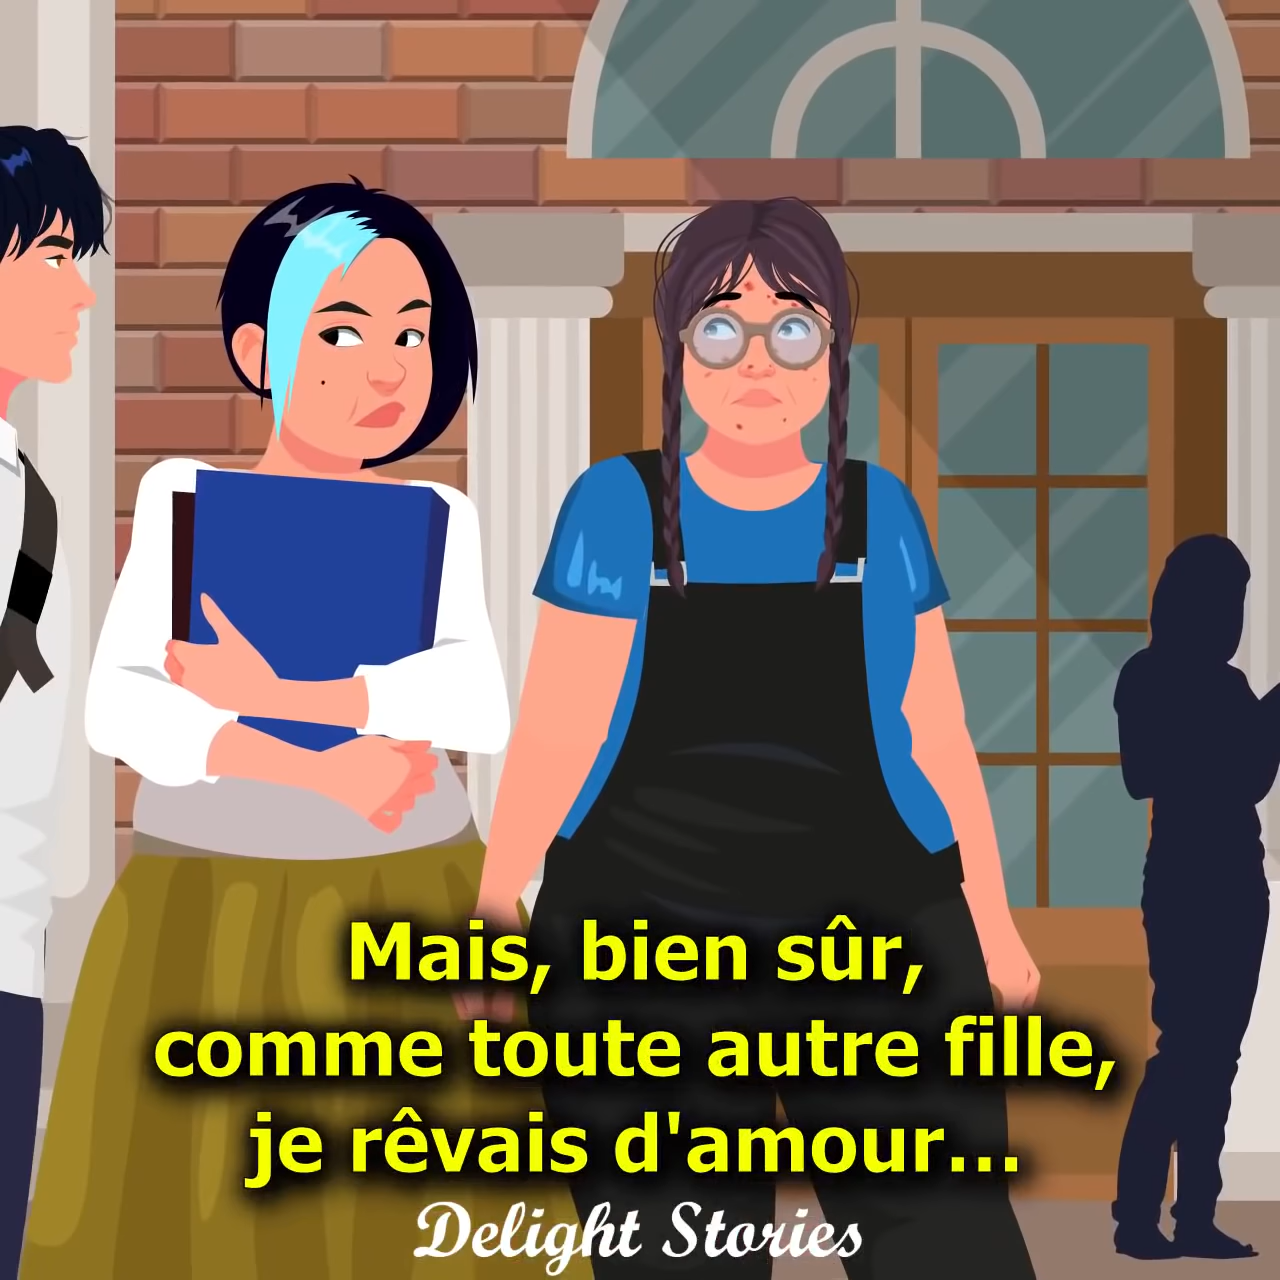 Mais, bien sûr,
comme toute autre fille,
je rêvais d'amour...
Delight Stories